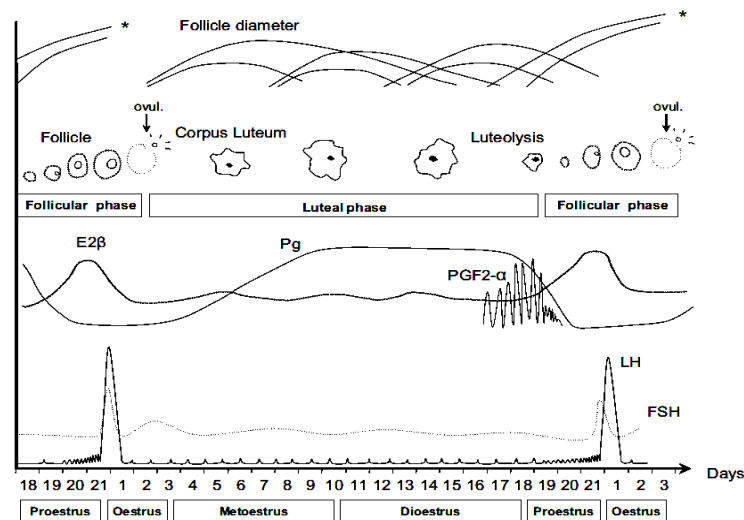 * Follicle diameter *
ovul. ovul.
Follicle Corpus Luteum Luteolysis
Follicular phase Luteal phase Follicular phase
E2β Pg
PGF2-α
LH
FSH
18 19 20 21 1 2 3 4 5 6 7 8 9 10 11 12 13 14 15 16 17 18 19 20 21 1 2 3 Days
Proestrus Oestrus Metoestrus Dioestrus Proestrus Oestrus